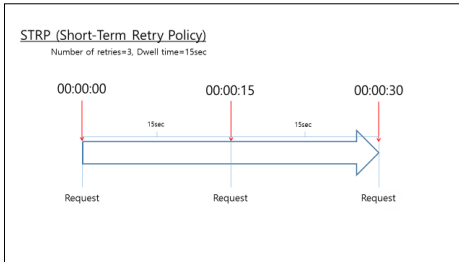 STRP (Short-Term Retry Policy)
Number of retries=3, Dwell time=15sec
00:00:00 00:00:15 00:00:30
15sec 15sec
Request Request Request